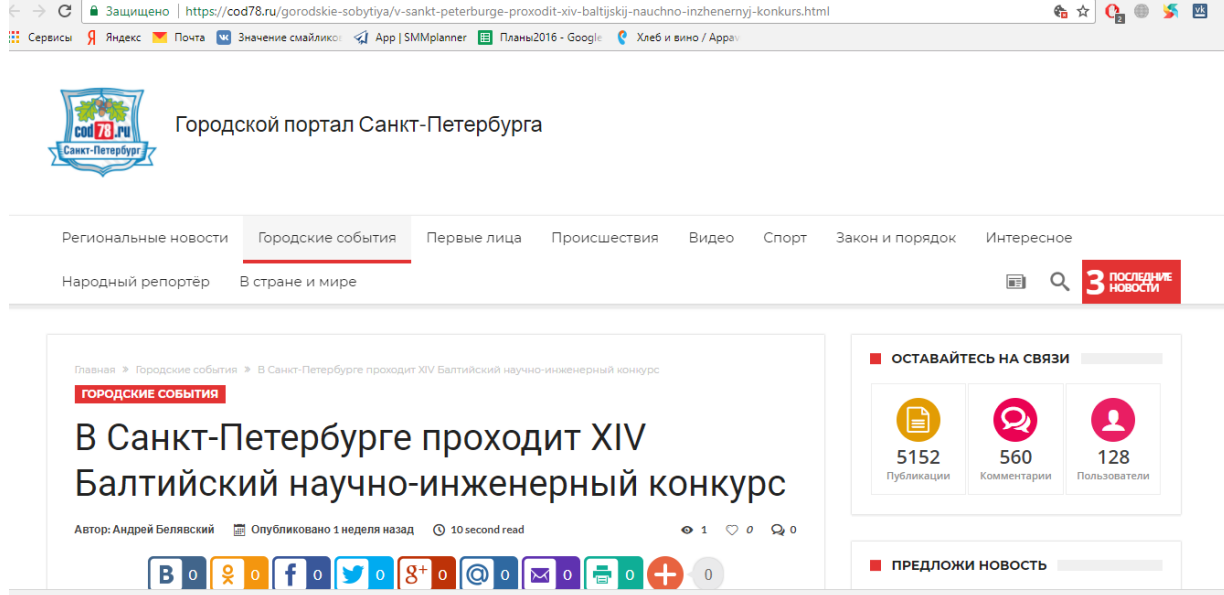 Защищено | https://cod78.ru/gorodskie-sobytiya/v-sankt-peterburge-proxodit-xiv-baltijskij-nauchno-inzhenernyj-konkurs.html
2
vk
Сервисы Яндекс Почта Значение смайликов App | SMMplanner Планы2016 - Google Хлеб и вино / Appav
cod78.ru
Санкт-Петербург
Городской портал Санкт-Петербурга
Региональные новости Городские события Первые лица Происшествия Видео Спорт Закон и порядок Интересное
Народный репортёр В стране и мире
3 ПОСЛЕДНИЕ
НОВОСТИ
Главная » Городские события » В Санкт-Петербурге проходит XIV Балтийский научно-инженерный конкурс
ГОРОДСКИЕ СОБЫТИЯ
В Санкт-Петербурге проходит XIV
Балтийский научно-инженерный конкурс
Автор: Андрей Белявский Опубликовано 1 неделя назад 10 second read 1 0 0
В 0 0 f 0 0 8+ 0 @ 0 0 0 0
ОСТАВАЙТЕСЬ НА СВЯЗИ
5152 560 128
Публикации Комментарии Пользователи
ПРЕДЛОЖИ НОВОСТЬ